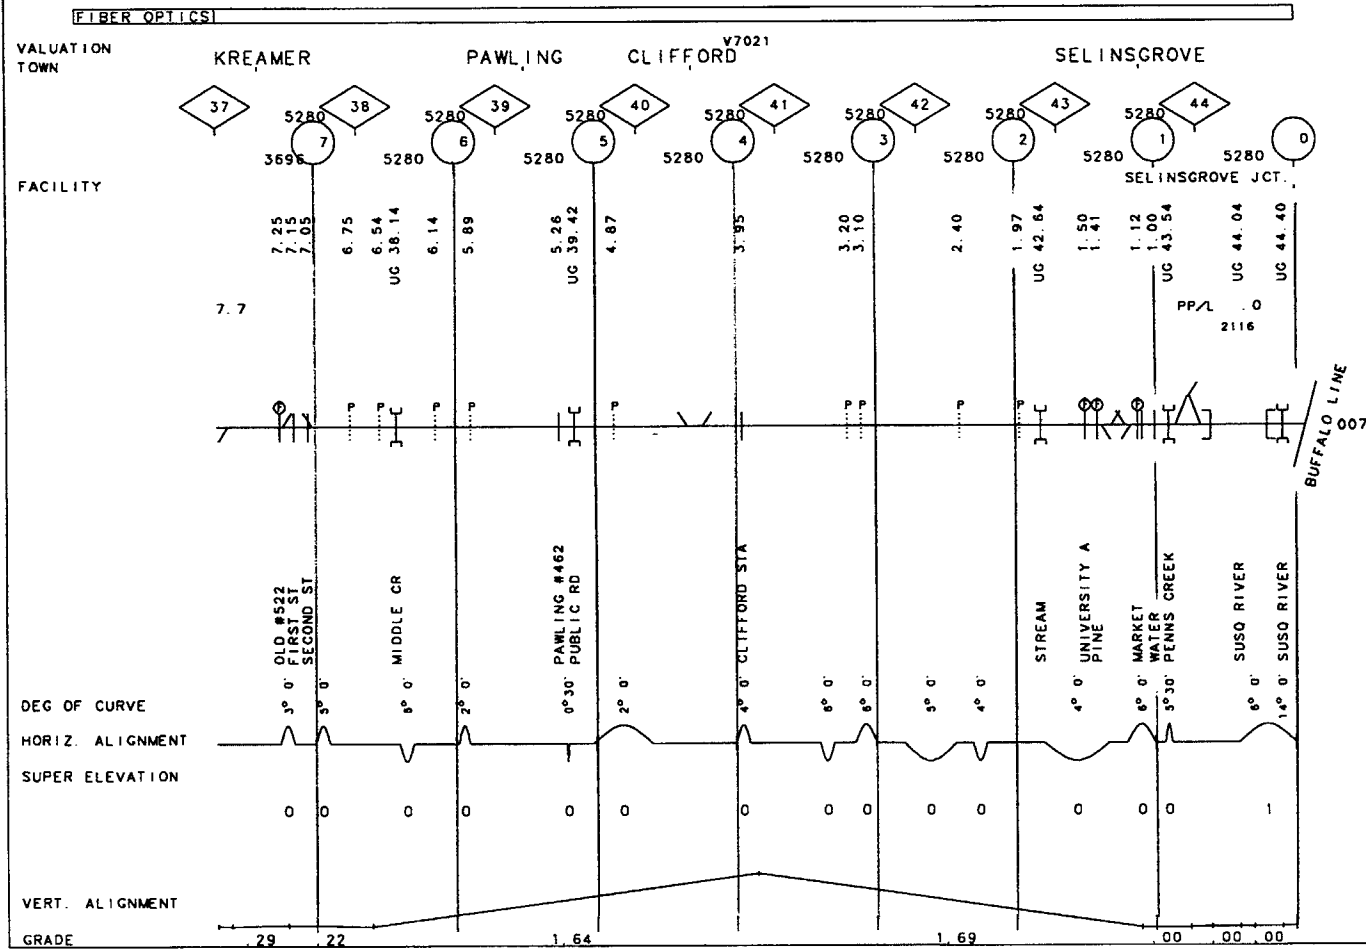 FIBER OPTICS
VALUATION V7021
TOWN KREAMER PAWLING CLIFFORD SELINSGROVE
37 38 39 40 41 42 43 44
5280 5280 5280 5280 5280 5280 5280
7 6 5 4 3 2 1 0
3696 5280 5280 5280 5280 5280 5280 5280
FACILITY SELINSGROVE JCT.
7.25
7.15
7.05
6.75
6.54
UG 38.14
6.14
5.89
5.26
UG 39.42
4.87
3.95
3.20
3.10
2.40
1.97
UG 42.64
1.50
1.41
1.12
1.00
UG 43.54
UG 44.04
UG 44.40
7.7 PP/L .0
2116
P P P P P P P P P P P P
BUFFALO LINE
007
OLD #522
FIRST ST
SECOND ST
MIDDLE CR
PAWLING #462
PUBLIC RD
CLIFFORD STA
STREAM
UNIVERSITY A
PINE
MARKET
WATER
PENNS CREEK
SUSQ RIVER
SUSQ RIVER
DEG OF CURVE 3° 0' 5° 0' 2° 0' 0° 30' 2° 0' 4° 0' 6° 0' 6° 0' 5° 0' 4° 0' 4° 0' 6° 0' 5° 30' 6° 0' 14° 0'
HORIZ. ALIGNMENT
SUPER ELEVATION
0 0 0 0 0 0 0 0 0 0 0 0 0 0 1
VERT. ALIGNMENT
GRADE .29 .22 1.64 1.69 .00 .00 .00